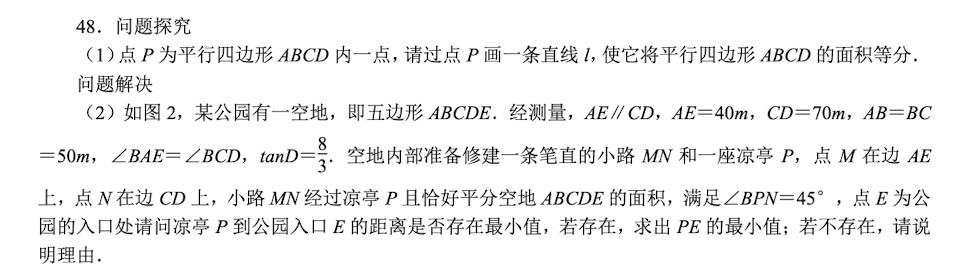 48．问题探究
（1）点 P 为平行四边形 ABCD 内一点，请过点 P 画一条直线 l，使它将平行四边形 ABCD 的面积等分．
问题解决
（2）如图 2，某公园有一空地，即五边形 ABCDE．经测量，AE∥CD，AE＝40m，CD＝70m，AB＝BC
＝50m，∠BAE＝∠BCD，tanD＝8/3．空地内部准备修建一条笔直的小路 MN 和一座凉亭 P，点 M 在边 AE
上，点 N 在边 CD 上，小路 MN 经过凉亭 P 且恰好平分空地 ABCDE 的面积，满足∠BPN＝45°，点 E 为公
园的入口处请问凉亭 P 到公园入口 E 的距离是否存在最小值，若存在，求出 PE 的最小值；若不存在，请说
明理由．